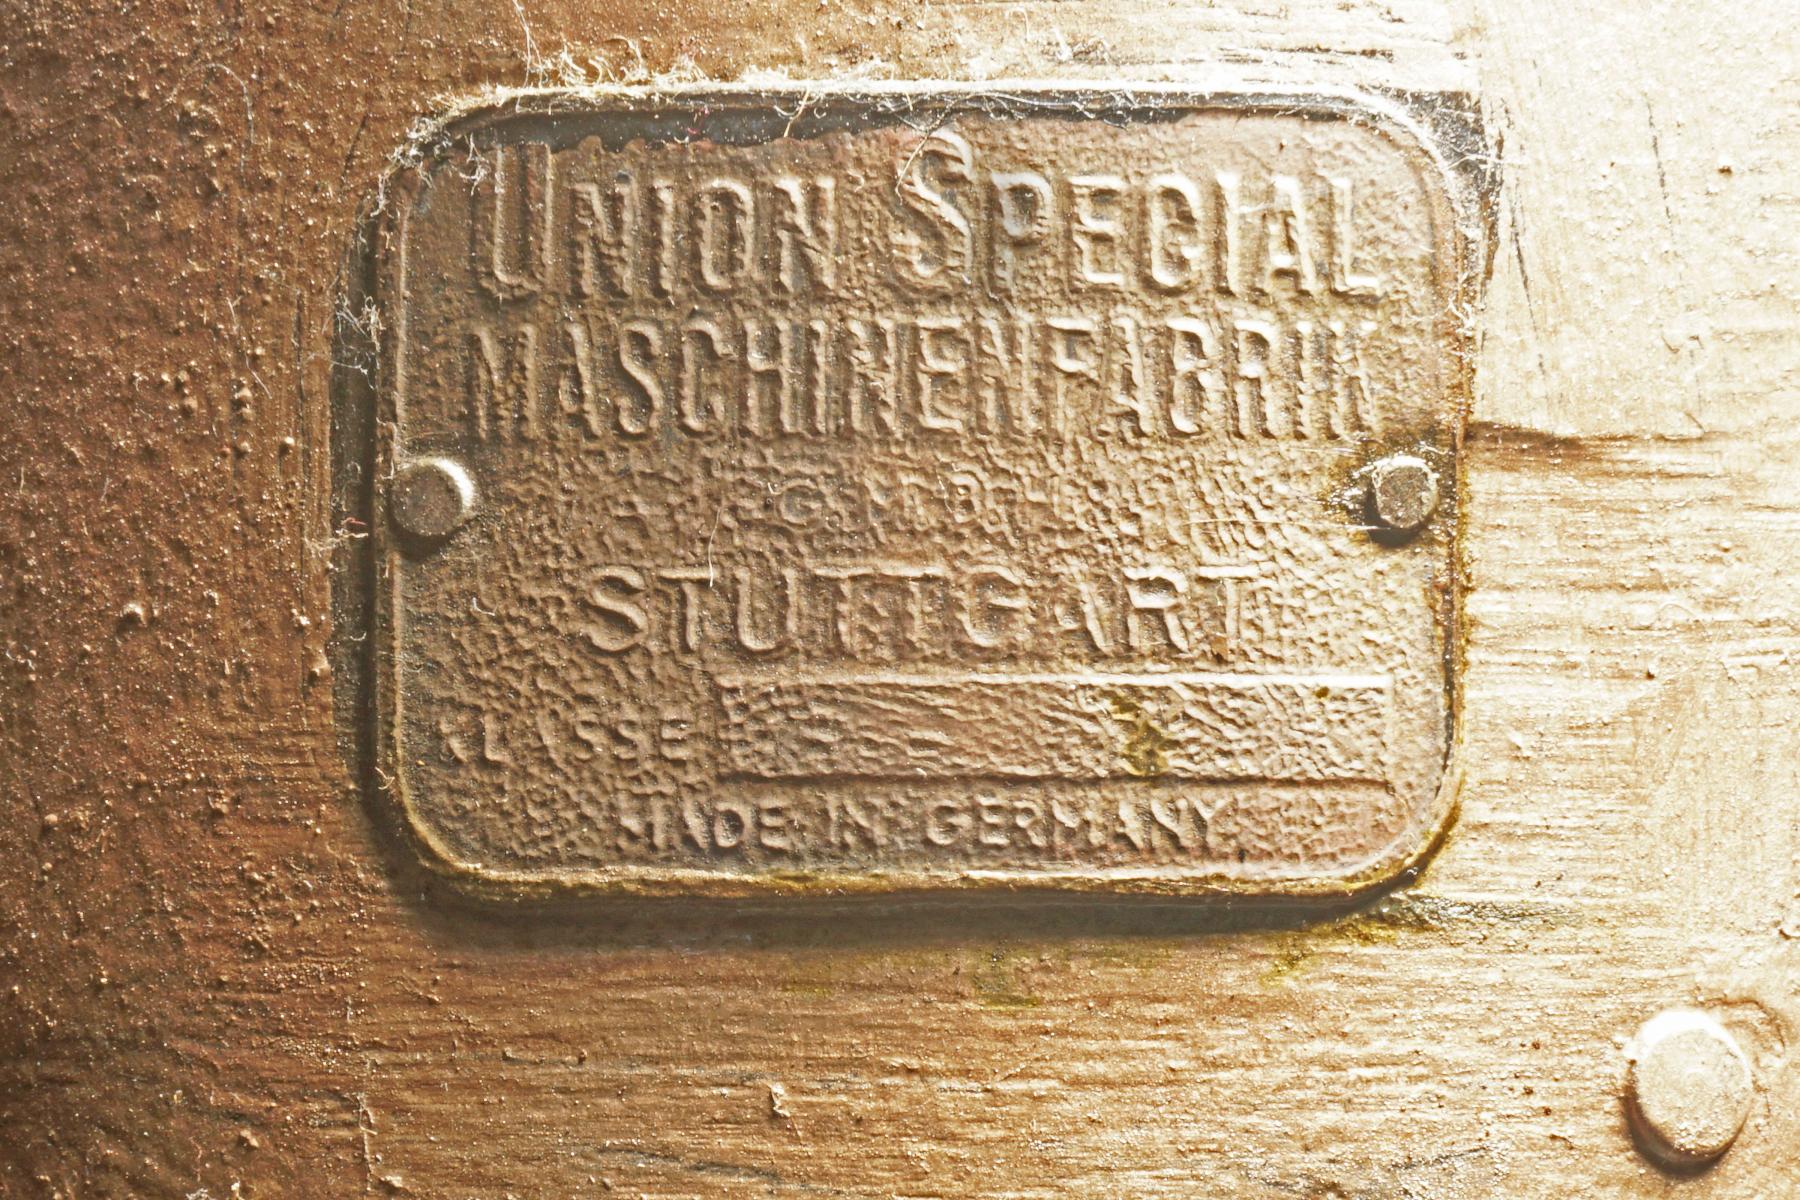 UNION SPECIAL
MASCHINENFABRIK
G.M.B.H.
STUTTGART
KLASSE
MADE IN GERMANY